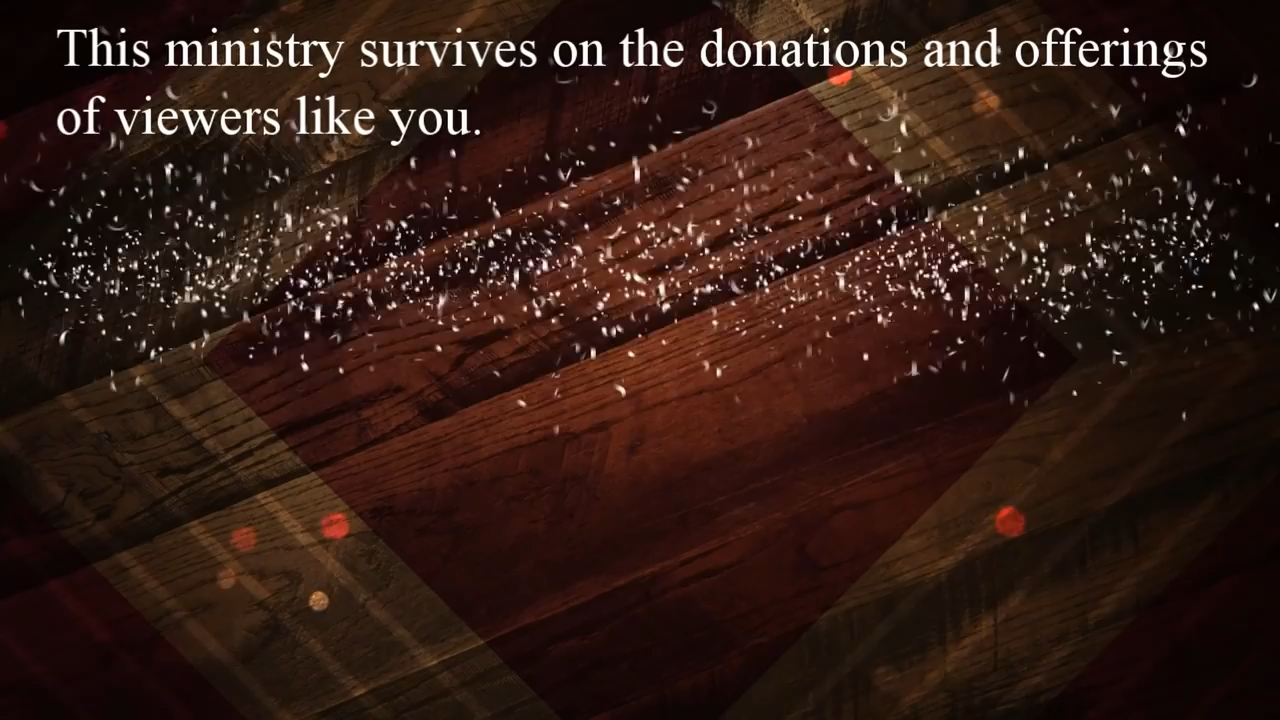 This ministry survives on the donations and offerings
of viewers like you.